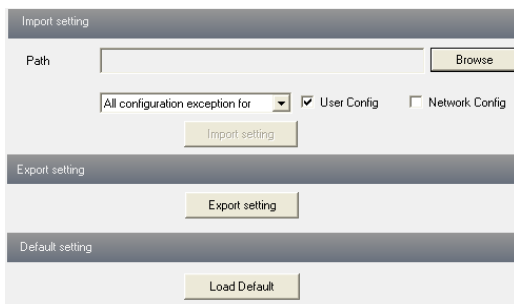 Import setting
Path Browse
All configuration exception for User Config Network Config
Import setting
Export setting
Export setting
Default setting
Load Default